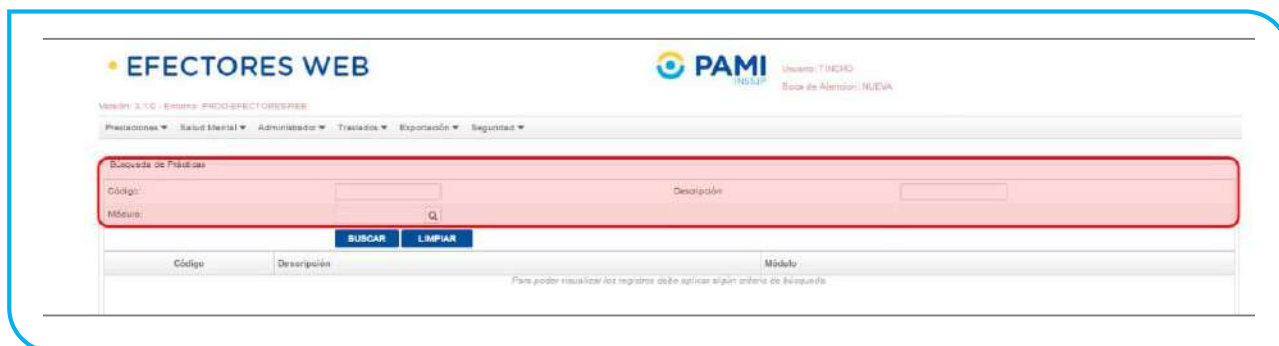 • EFECTORES WEB
PAMI
INSSJP
Usuario: TINCHO
Boca de Atencion: NUEVA
Versión: 3.1.0 - Entorno: PROD-EFECTORESWEB
Prestaciones Salud Mental Administrador Traslados Exportación Seguridad
Búsqueda de Prácticas
Código: Descripción:
Módulo:
BUSCAR LIMPIAR
Código Descripción Módulo
Para poder visualizar los registros debe aplicar algún criterio de búsqueda.